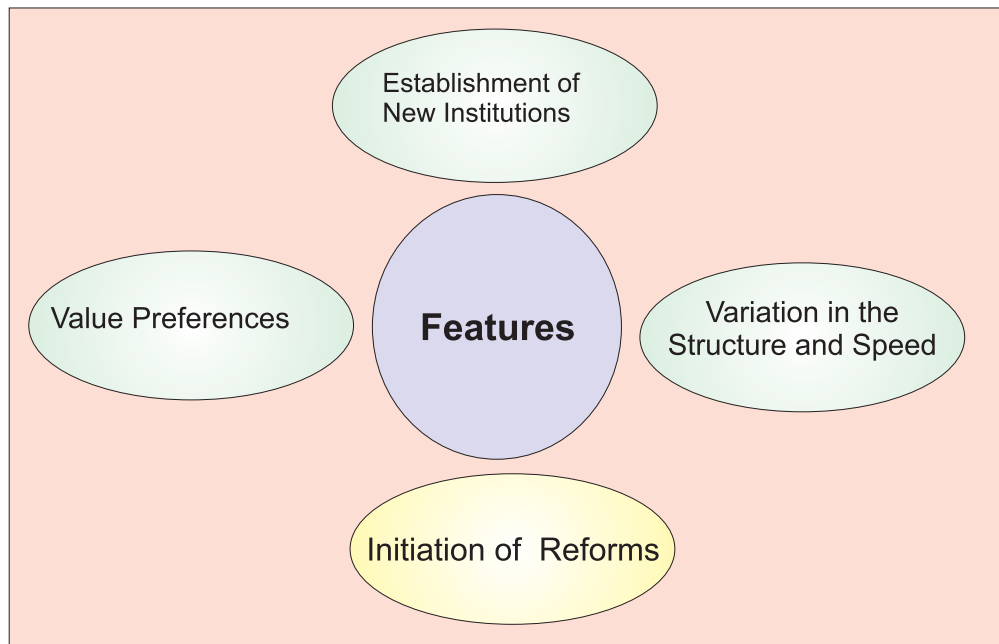 Establishment of
New Institutions
Value Preferences
Features
Variation in the
Structure and Speed
Initiation of  Reforms